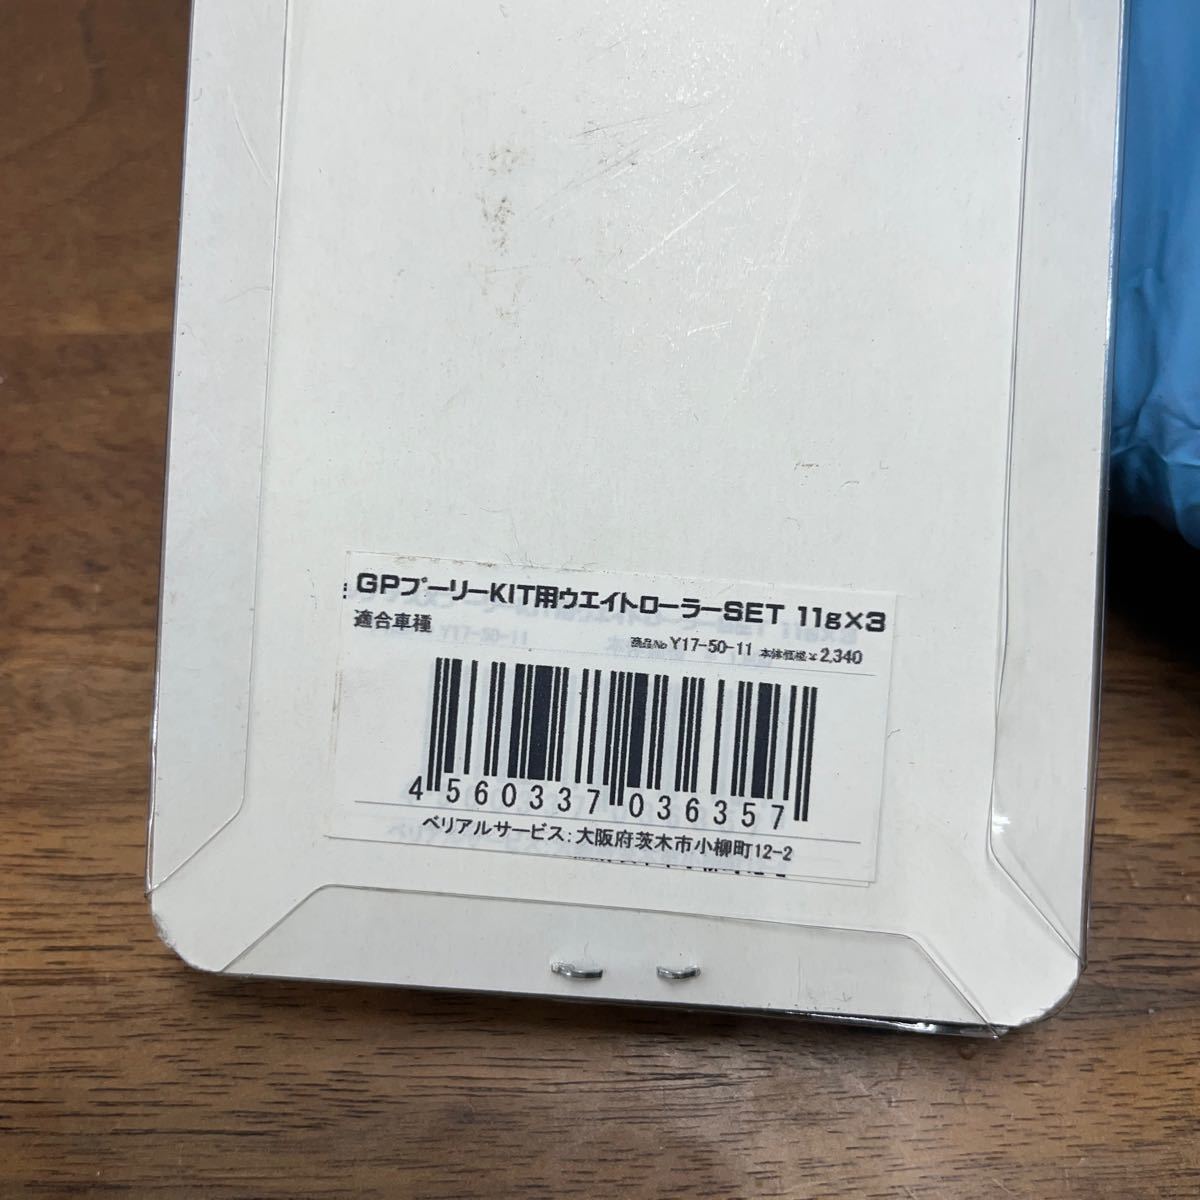 GPプーリーKIT用ウエイトローラーSET 11g×3
適合車種
商品No Y17-50-11 本体価格¥2,340
4 560337 036357
ベリアルサービス:大阪府茨木市小柳町12-2